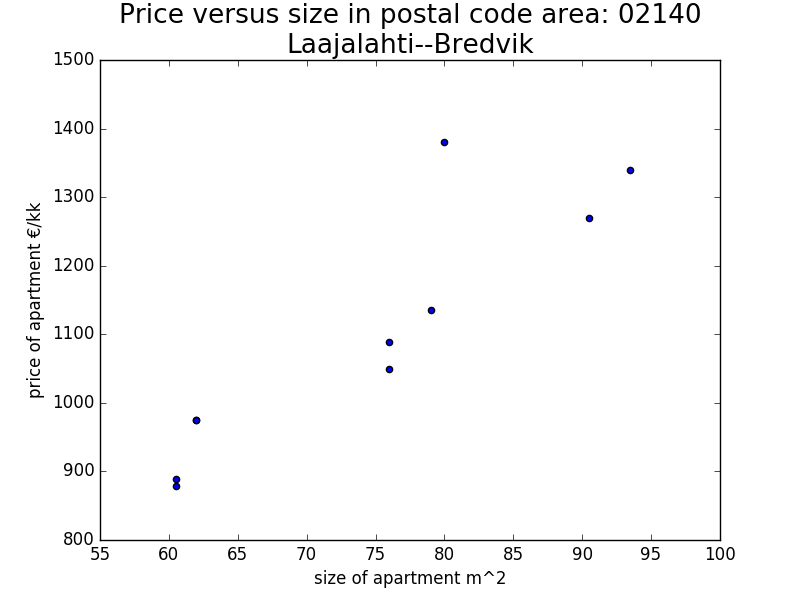 Price versus size in postal code area: 02140
Laajalahti--Bredvik
1500
1400
1300
1200
1100
1000
900
800
price of apartment €/kk
55 60 65 70 75 80 85 90 95 100
size of apartment m^2